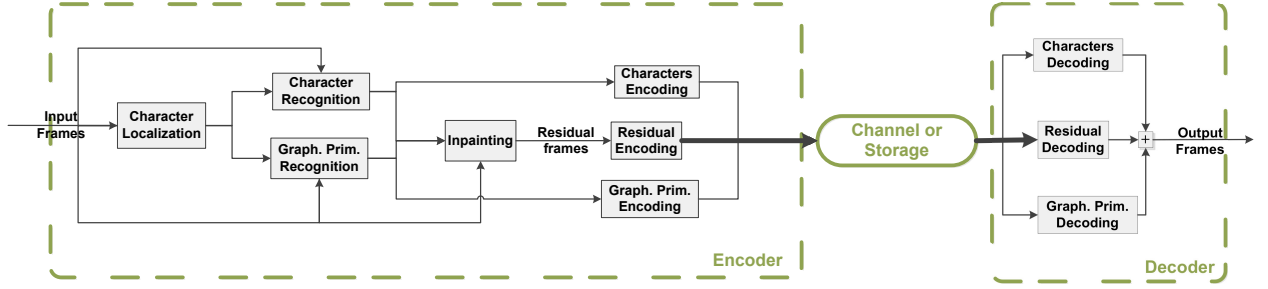 Input
Frames
Character
Localization
Character
Recognition
Graph. Prim.
Recognition
Inpainting
Residual
frames
Characters
Encoding
Residual
Encoding
Graph. Prim.
Encoding
Encoder
Channel or
Storage
Characters
Decoding
Residual
Decoding
Graph. Prim.
Decoding
+
Output
Frames
Decoder